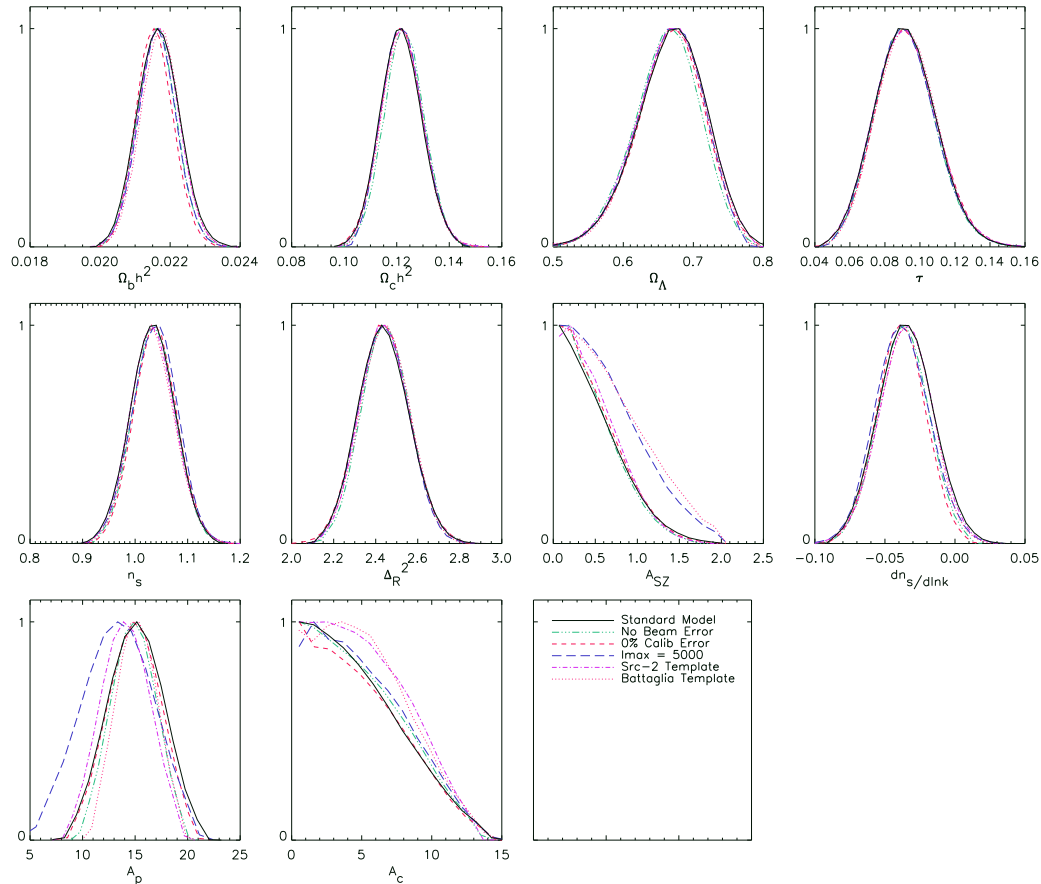 1
0
0.018 0.020 0.022 0.024
Ω_b h²
1
0
0.08 0.10 0.12 0.14 0.16
Ω_c h²
1
0
0.5 0.6 0.7 0.8
Ω_Λ
1
0
0.04 0.06 0.08 0.10 0.12 0.14 0.16
τ
1
0
0.8 0.9 1.0 1.1 1.2
n_s
1
0
2.0 2.2 2.4 2.6 2.8 3.0
Δ_R²
1
0
0.0 0.5 1.0 1.5 2.0 2.5
A_SZ
1
0
−0.10 −0.05 0.00 0.05
dn_s/dlnk
1
0
5 10 15 20 25
A_p
1
0
0 5 10 15
A_c
Standard Model
No Beam Error
0% Calib Error
lmax = 5000
Src−2 Template
Battaglia Template